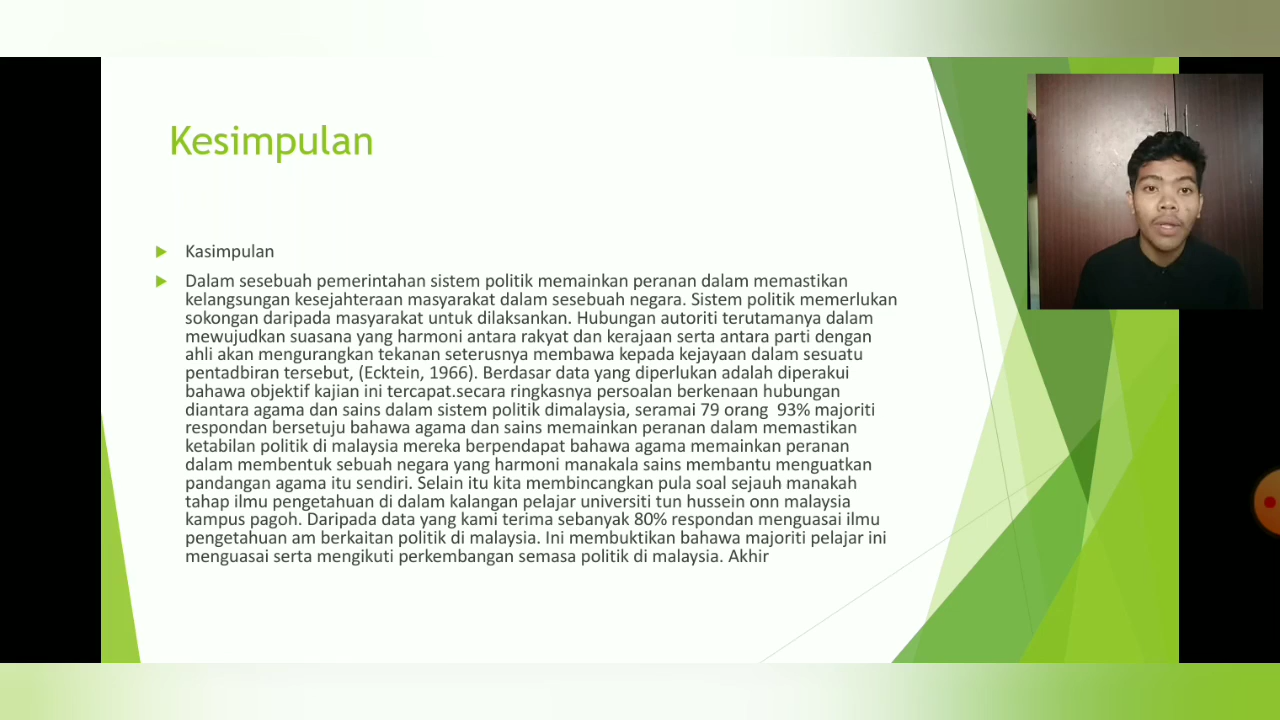 Kesimpulan
Kasimpulan
Dalam sesebuah pemerintahan sistem politik memainkan peranan dalam memastikan
kelangsungan kesejahteraan masyarakat dalam sesebuah negara. Sistem politik memerlukan
sokongan daripada masyarakat untuk dilaksankan. Hubungan autoriti terutamanya dalam
mewujudkan suasana yang harmoni antara rakyat dan kerajaan serta antara parti dengan
ahli akan mengurangkan tekanan seterusnya membawa kepada kejayaan dalam sesuatu
pentadbiran tersebut, (Ecktein, 1966). Berdasar data yang diperlukan adalah diperakui
bahawa objektif kajian ini tercapat.secara ringkasnya persoalan berkenaan hubungan
diantara agama dan sains dalam sistem politik dimalaysia, seramai 79 orang  93% majoriti
respondan bersetuju bahawa agama dan sains memainkan peranan dalam memastikan
ketabilan politik di malaysia mereka berpendapat bahawa agama memainkan peranan
dalam membentuk sebuah negara yang harmoni manakala sains membantu menguatkan
pandangan agama itu sendiri. Selain itu kita membincangkan pula soal sejauh manakah
tahap ilmu pengetahuan di dalam kalangan pelajar universiti tun hussein onn malaysia
kampus pagoh. Daripada data yang kami terima sebanyak 80% respondan menguasai ilmu
pengetahuan am berkaitan politik di malaysia. Ini membuktikan bahawa majoriti pelajar ini
menguasai serta mengikuti perkembangan semasa politik di malaysia. Akhir